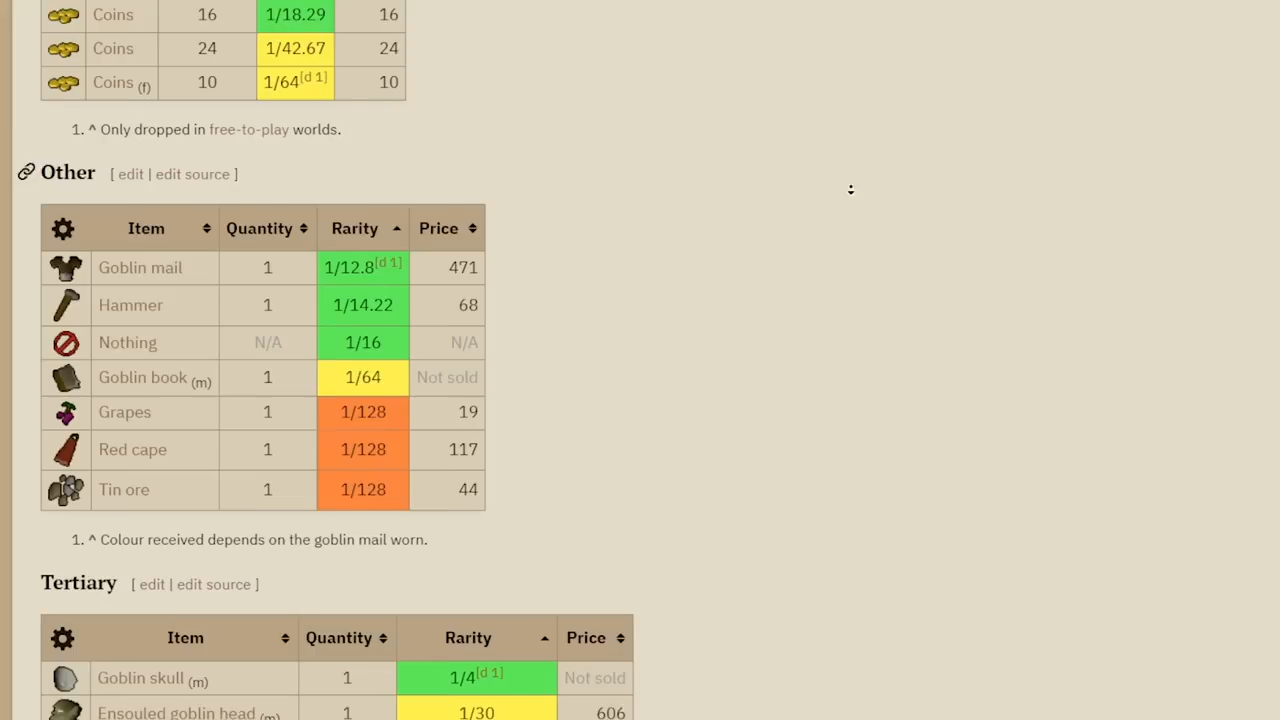 Coins 16 1/18.29 16
Coins 24 1/42.67 24
Coins (f) 10 1/64[d 1] 10
1. ^ Only dropped in free-to-play worlds.
Other [ edit | edit source ]
Item Quantity Rarity Price
Goblin mail 1 1/12.8[d 1] 471
Hammer 1 1/14.22 68
Nothing N/A 1/16 N/A
Goblin book (m) 1 1/64 Not sold
Grapes 1 1/128 19
Red cape 1 1/128 117
Tin ore 1 1/128 44
1. ^ Colour received depends on the goblin mail worn.
Tertiary [ edit | edit source ]
Item Quantity Rarity Price
Goblin skull (m) 1 1/4[d 1] Not sold
Ensouled goblin head (m) 1 1/30 606